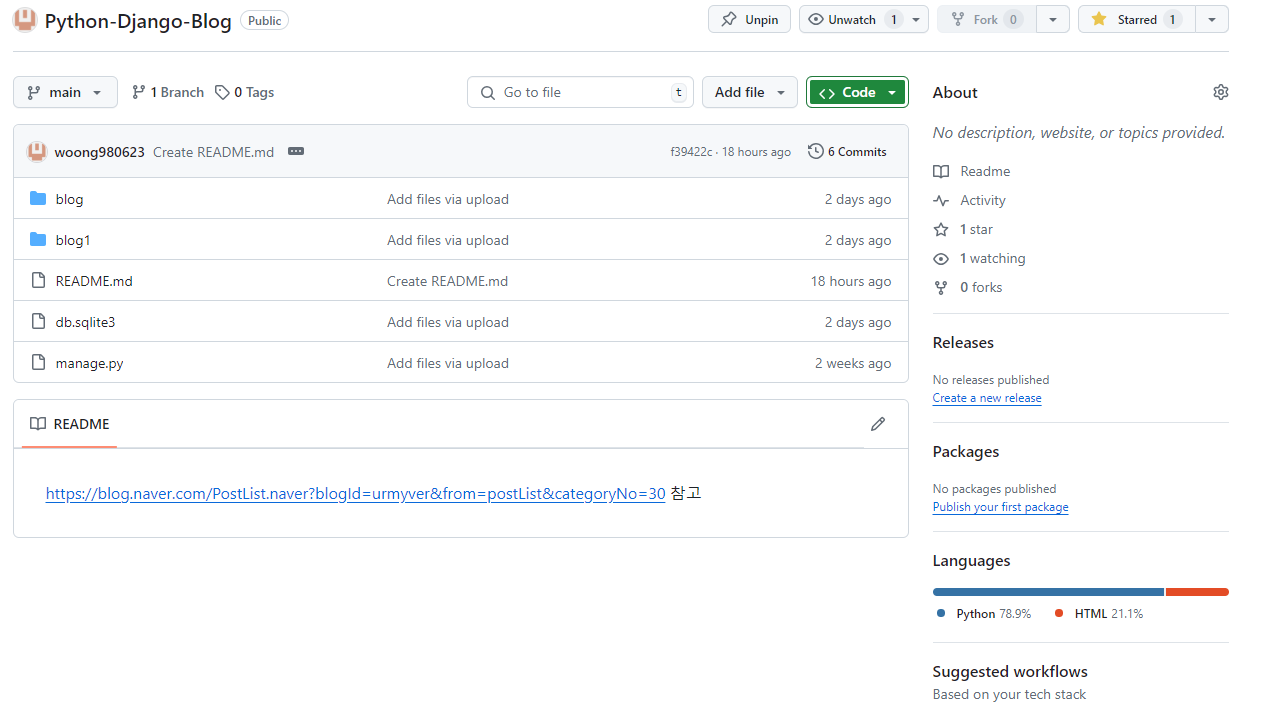 Python-Django-Blog Public Unpin Unwatch 1 Fork 0 Starred 1
main 1 Branch 0 Tags Go to file t Add file Code
woong980623 Create README.md f39422c · 18 hours ago 6 Commits
blog Add files via upload 2 days ago
blog1 Add files via upload 2 days ago
README.md Create README.md 18 hours ago
db.sqlite3 Add files via upload 2 days ago
manage.py Add files via upload 2 weeks ago
README
https://blog.naver.com/PostList.naver?blogId=urmyver&from=postList&categoryNo=30 참고
About
No description, website, or topics provided.
Readme
Activity
1 star
1 watching
0 forks
Releases
No releases published
Create a new release
Packages
No packages published
Publish your first package
Languages
Python 78.9% HTML 21.1%
Suggested workflows
Based on your tech stack